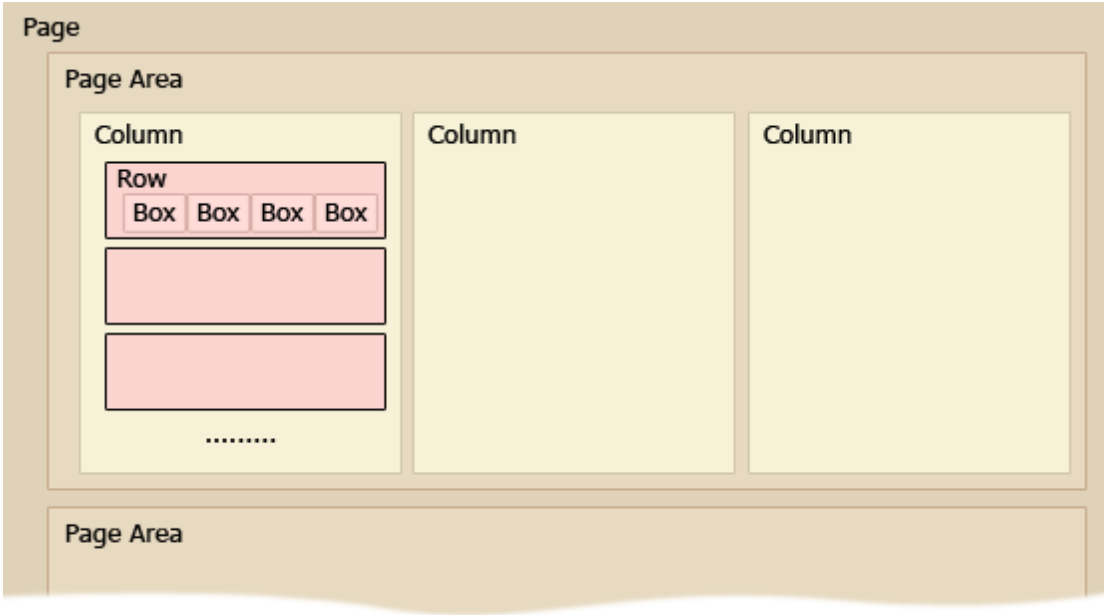 Page
Page Area
Column Column Column
Row
Box Box Box Box
.........
Page Area